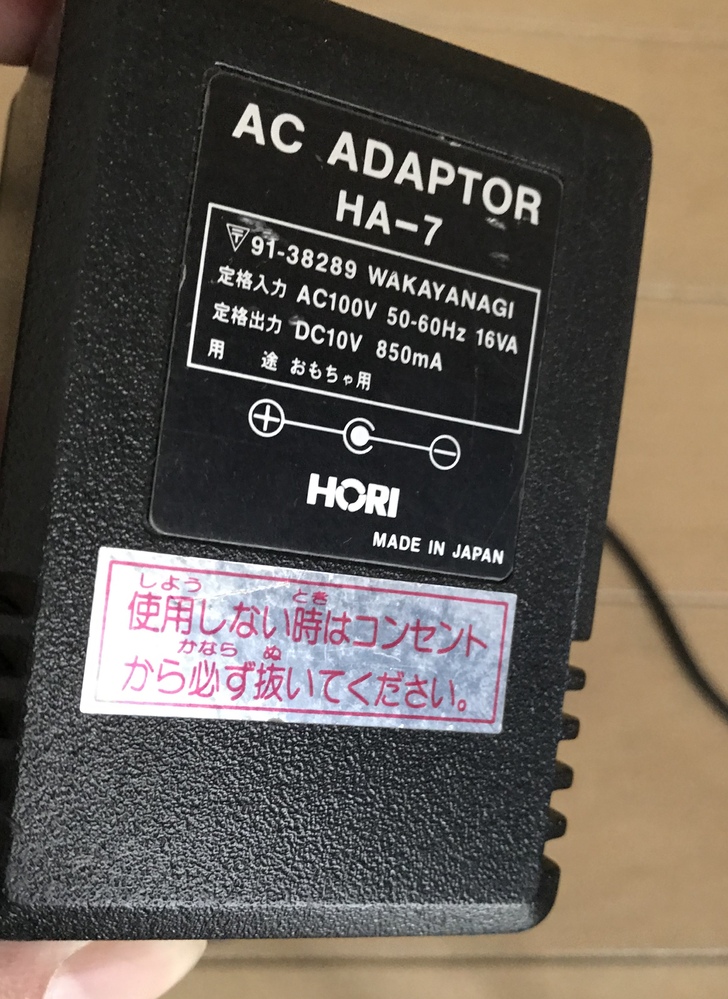 AC ADAPTOR
HA-7
〒91-38289 WAKAYANAGI
定格入力 AC100V 50-60Hz 16VA
定格出力 DC10V 850mA
用 途 おもちゃ用
+ -
HORI
MADE IN JAPAN
しよう とき
使用しない時はコンセント
かなら ぬ
から必ず抜いてください。